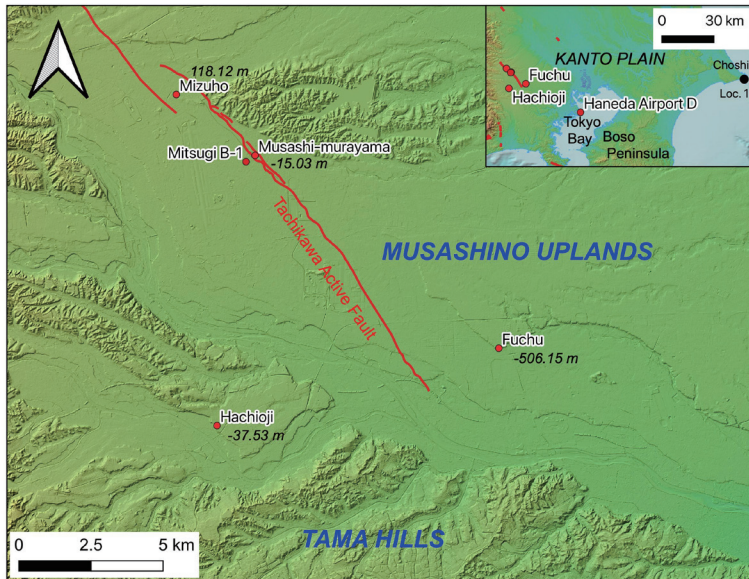 0 30 km
KANTO PLAIN
Choshi
Loc. 1
Fuchu
Hachioji
Haneda Airport D
Tokyo
Bay
Boso
Peninsula
118.12 m
Mizuho
Mitsugi B-1
Musashi-murayama
-15.03 m
Tachikawa Active Fault
MUSASHINO UPLANDS
Fuchu
-506.15 m
Hachioji
-37.53 m
TAMA HILLS
0 2.5 5 km